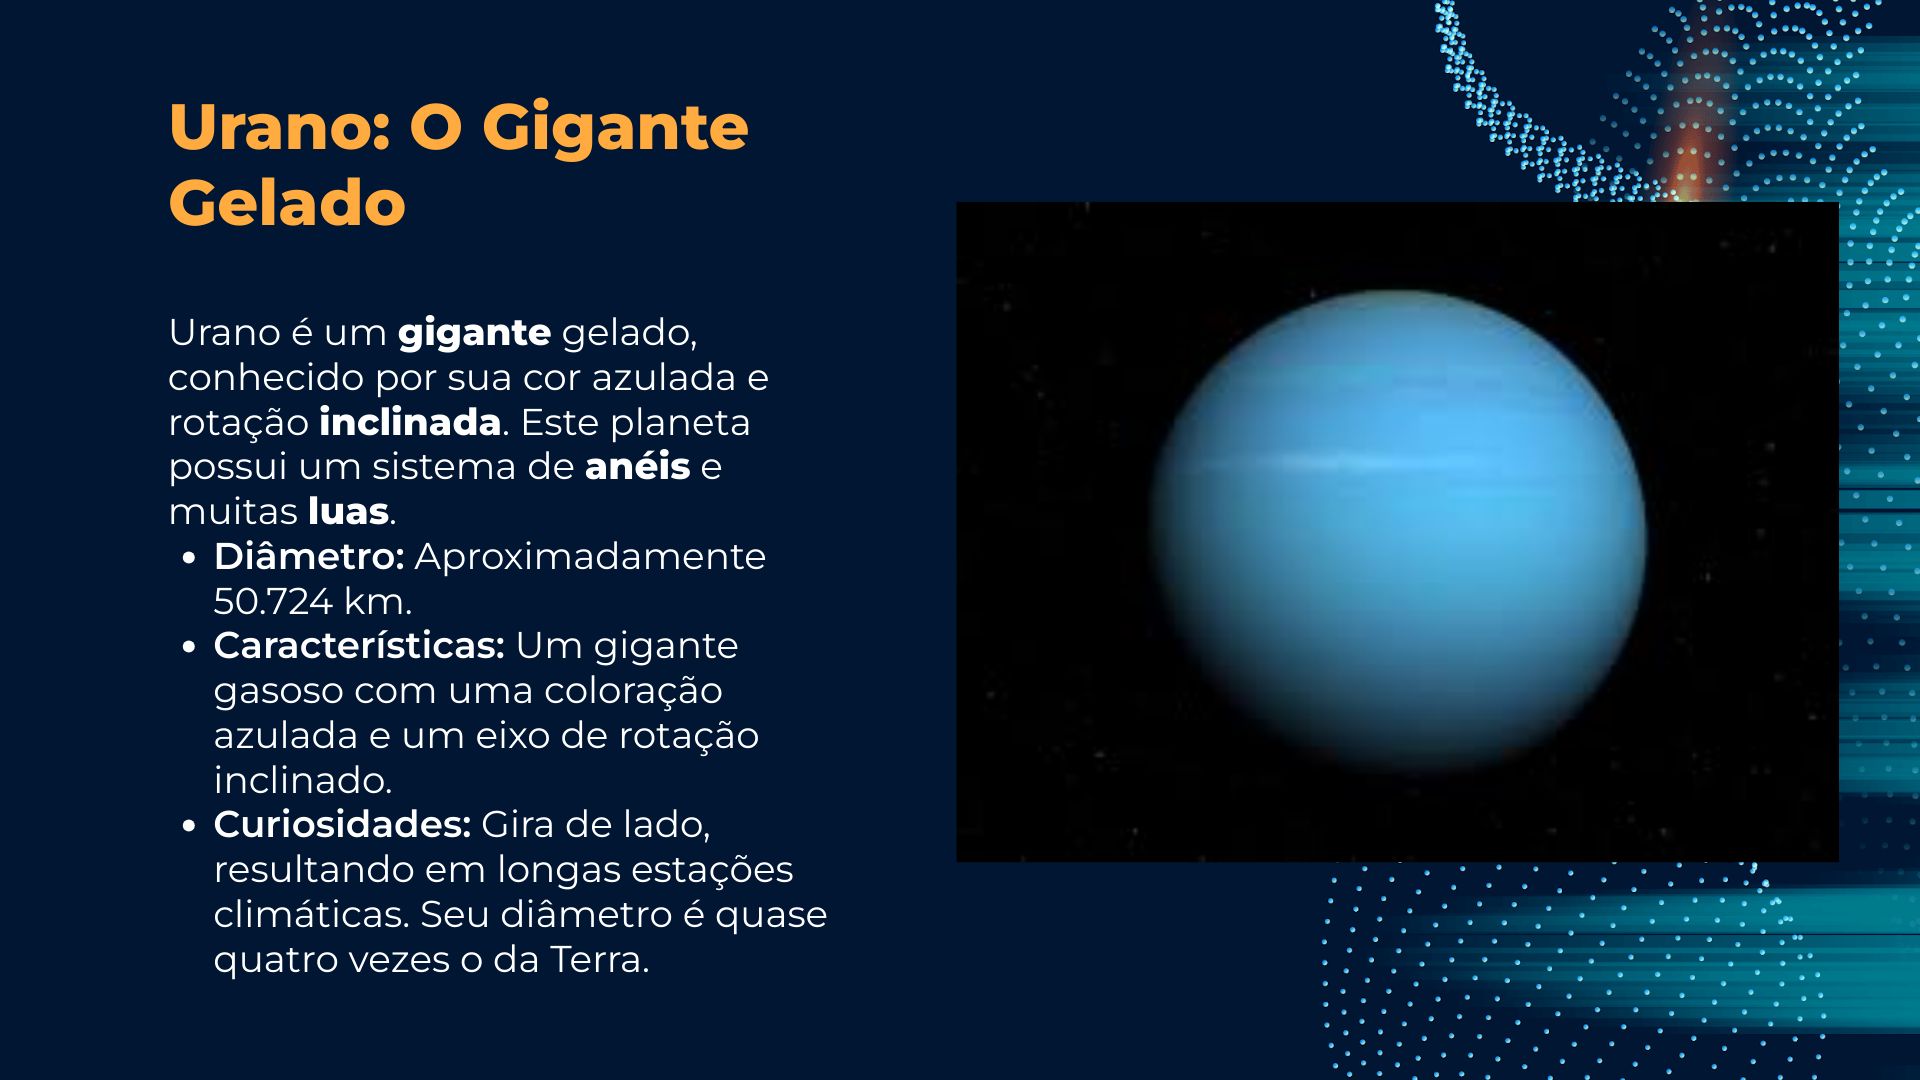 Urano: O Gigante
Gelado
Urano é um gigante gelado,
conhecido por sua cor azulada e
rotação inclinada. Este planeta
possui um sistema de anéis e
muitas luas.
• Diâmetro: Aproximadamente
50.724 km.
• Características: Um gigante
gasoso com uma coloração
azulada e um eixo de rotação
inclinado.
• Curiosidades: Gira de lado,
resultando em longas estações
climáticas. Seu diâmetro é quase
quatro vezes o da Terra.